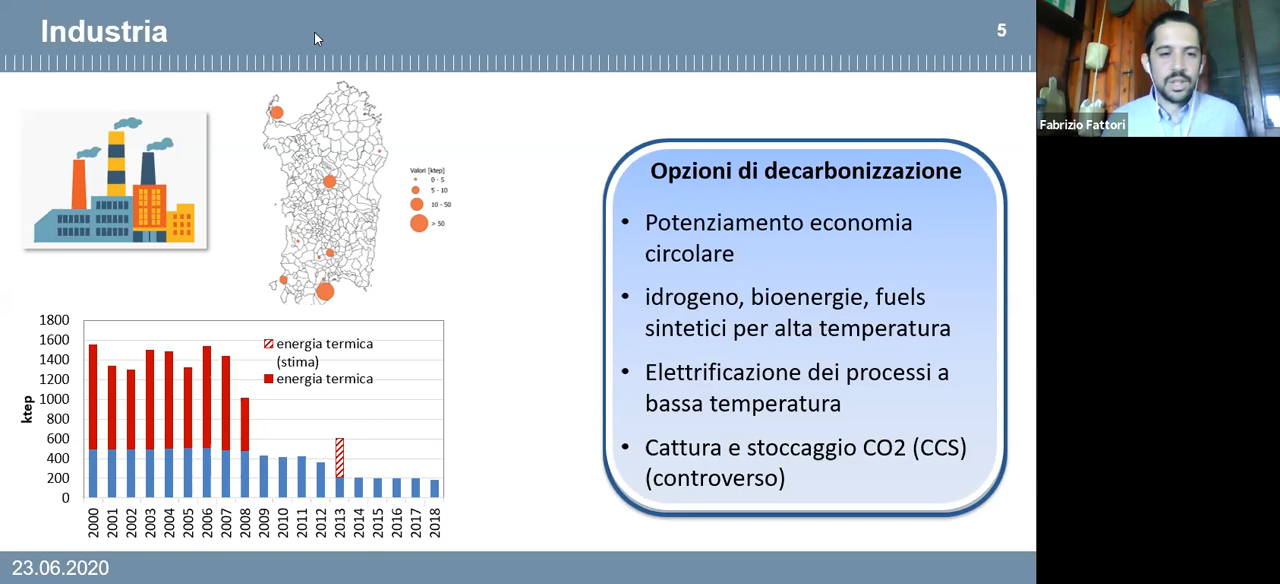 Industria
5
Fabrizio Fattori
Valori [ktep]
0 - 5
5 - 10
10 - 50
> 50
Opzioni di decarbonizzazione
• Potenziamento economia
circolare
• idrogeno, bioenergie, fuels
sintetici per alta temperatura
• Elettrificazione dei processi a
bassa temperatura
• Cattura e stoccaggio CO2 (CCS)
(controverso)
1800
1600
1400
1200
1000
800
600
400
200
0
ktep
energia termica
(stima)
energia termica
2000
2001
2002
2003
2004
2005
2006
2007
2008
2009
2010
2011
2012
2013
2014
2015
2016
2017
2018
23.06.2020